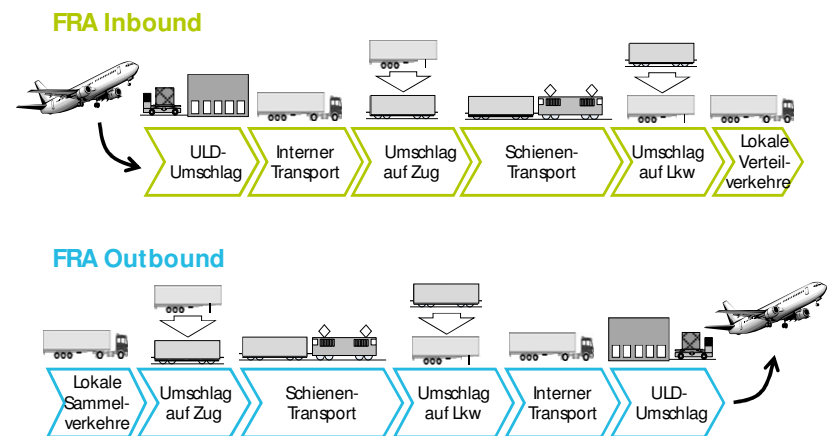 FRA Inbound
ULD-
Umschlag
Interner
Transport
Umschlag
auf Zug
Schienen-
Transport
Umschlag
auf Lkw
Lokale
Verteil-
verkehre
FRA Outbound
Lokale
Sammel-
verkehre
Umschlag
auf Zug
Schienen-
Transport
Umschlag
auf Lkw
Interner
Transport
ULD-
Umschlag